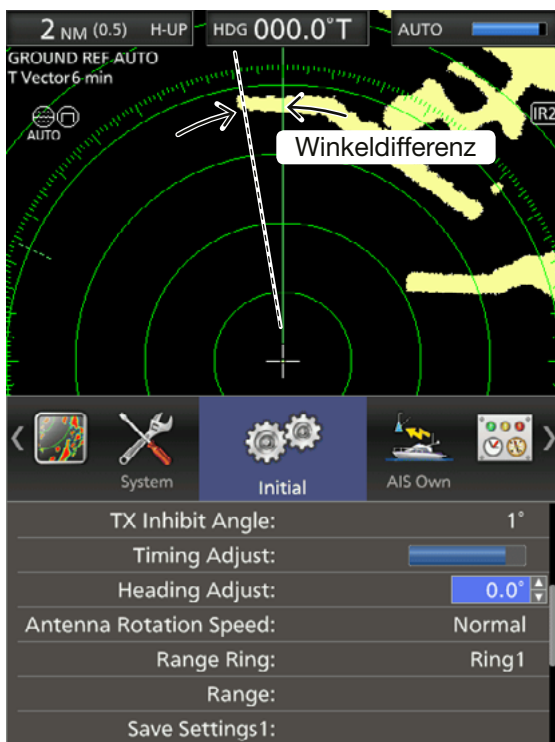 2 NM (0.5) H-UP HDG 000.0°T AUTO
GROUND REF AUTO
T Vector 6 min
IR2
AUTO
Winkeldifferenz
System Initial AIS Own
TX Inhibit Angle: 1°
Timing Adjust:
Heading Adjust: 0.0°
Antenna Rotation Speed: Normal
Range Ring: Ring1
Range:
Save Settings1: